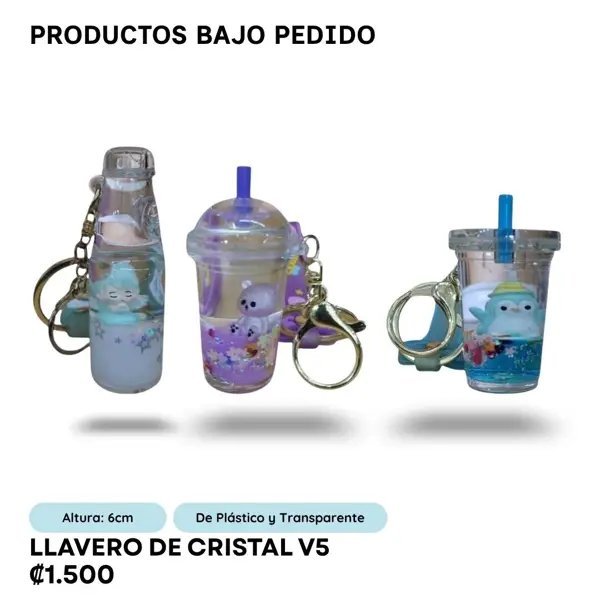 PRODUCTOS BAJO PEDIDO
Altura: 6cm
De Plástico y Transparente
LLAVERO DE CRISTAL V5
₡1.500